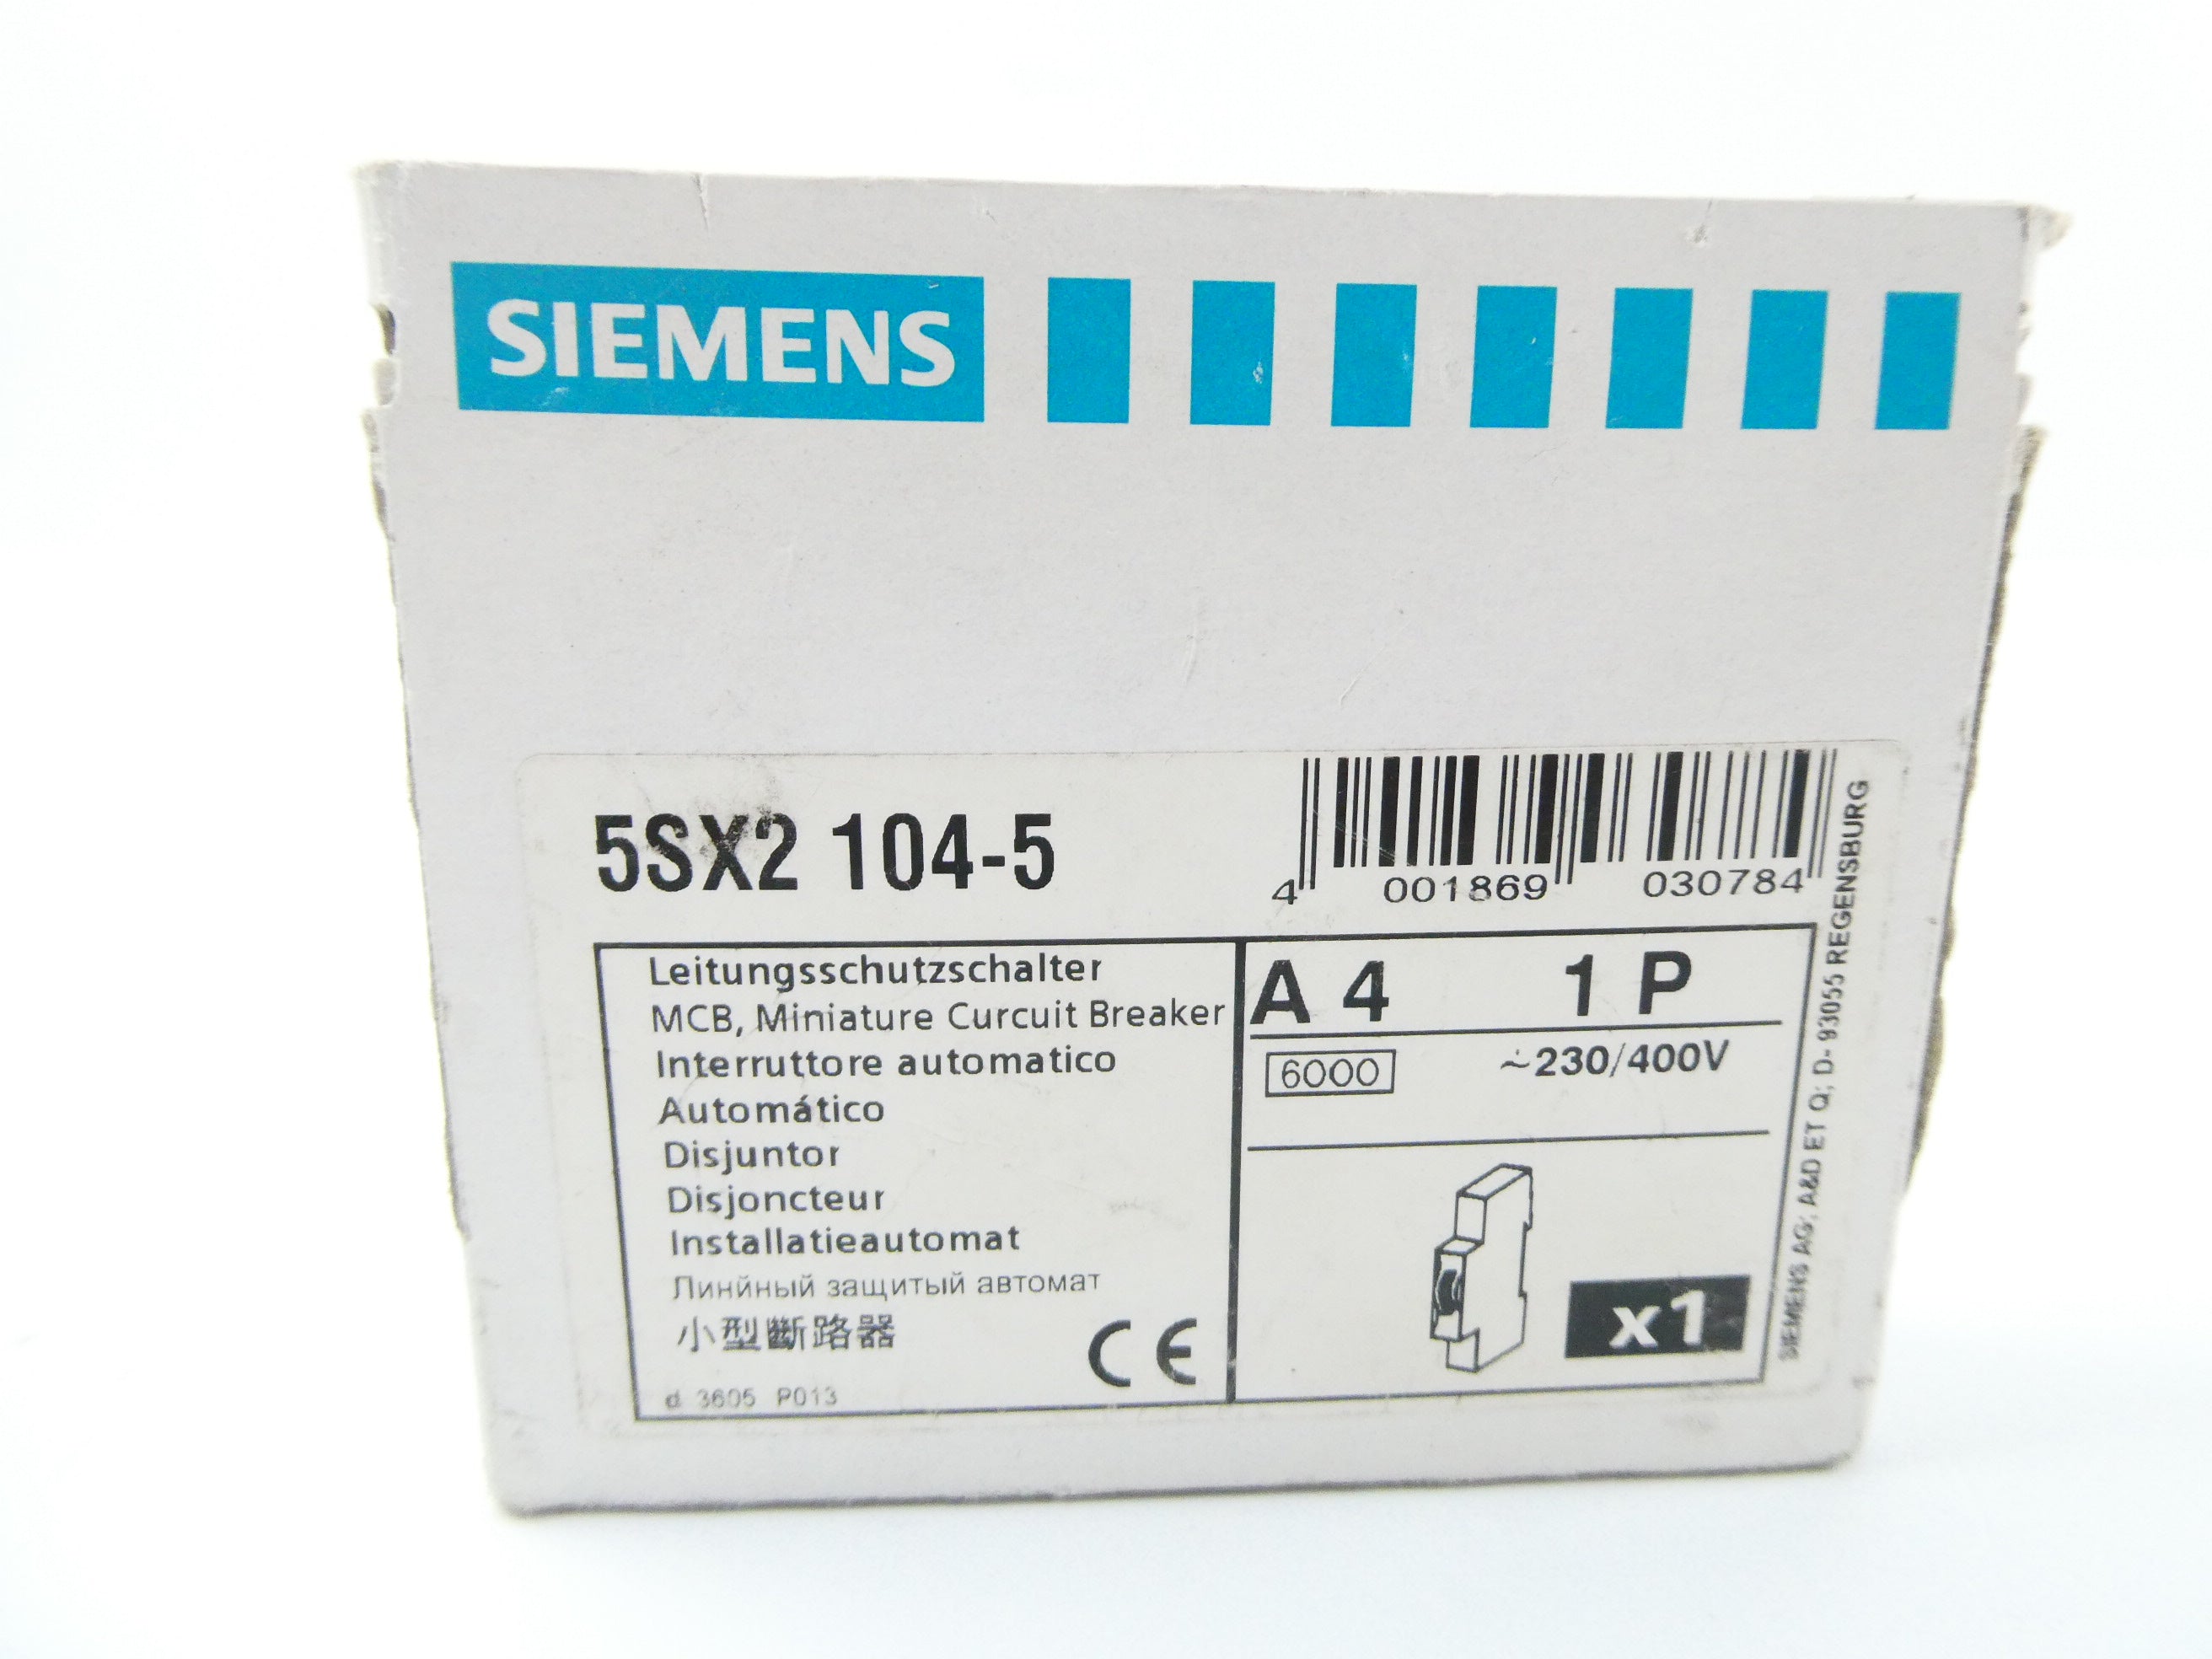 SIEMENS
5SX2 104-5
4 001869 030784
Leitungsschutzschalter
MCB, Miniature Curcuit Breaker
Interruttore automatico
Automático
Disjuntor
Disjoncteur
Installatieautomat
Линйный защитый автомат
小型斷路器
CE
d 3605 P013
A 4 1 P
6000 ~230/400V
x1
SIEMENS AG; A&D ET Q; D-93055 REGENSBURG